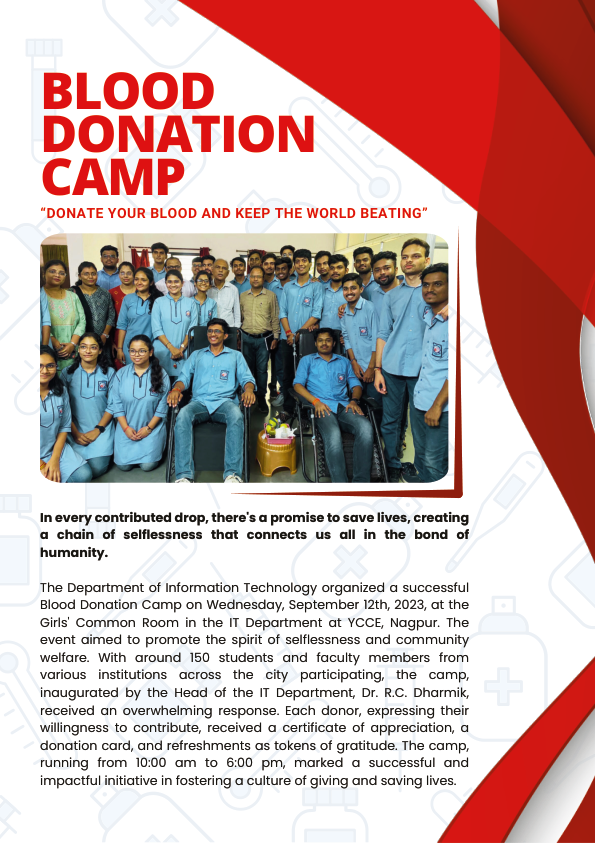 BLOOD
DONATION
CAMP
“DONATE YOUR BLOOD AND KEEP THE WORLD BEATING”
In every contributed drop, there's a promise to save lives, creating
a chain of selflessness that connects us all in the bond of
humanity.
The Department of Information Technology organized a successful
Blood Donation Camp on Wednesday, September 12th, 2023, at the
Girls' Common Room in the IT Department at YCCE, Nagpur. The
event aimed to promote the spirit of selflessness and community
welfare. With around 150 students and faculty members from
various institutions across the city participating, the camp,
inaugurated by the Head of the IT Department, Dr. R.C. Dharmik,
received an overwhelming response. Each donor, expressing their
willingness to contribute, received a certificate of appreciation, a
donation card, and refreshments as tokens of gratitude. The camp,
running from 10:00 am to 6:00 pm, marked a successful and
impactful initiative in fostering a culture of giving and saving lives.